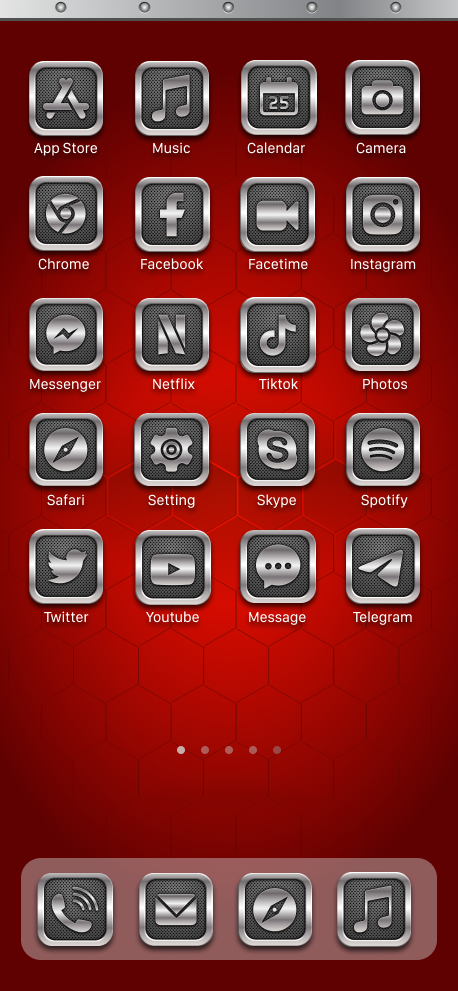 App Store
Music
25
Calendar
Camera
Chrome
Facebook
Facetime
Instagram
Messenger
Netflix
Tiktok
Photos
Safari
Setting
Skype
Spotify
Twitter
Youtube
Message
Telegram